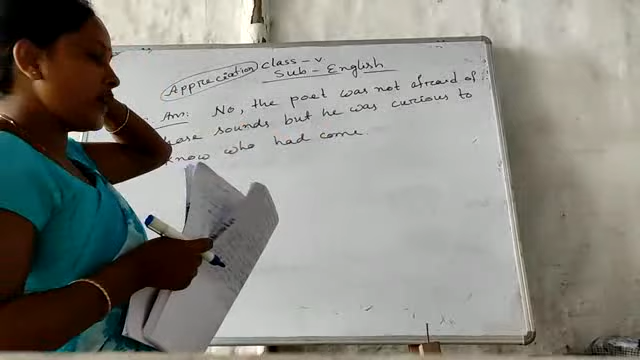 Appreciation Class - V
Sub - English
Ans: No, the poet was not afraid of
sounds but he was curious to
know who had come.